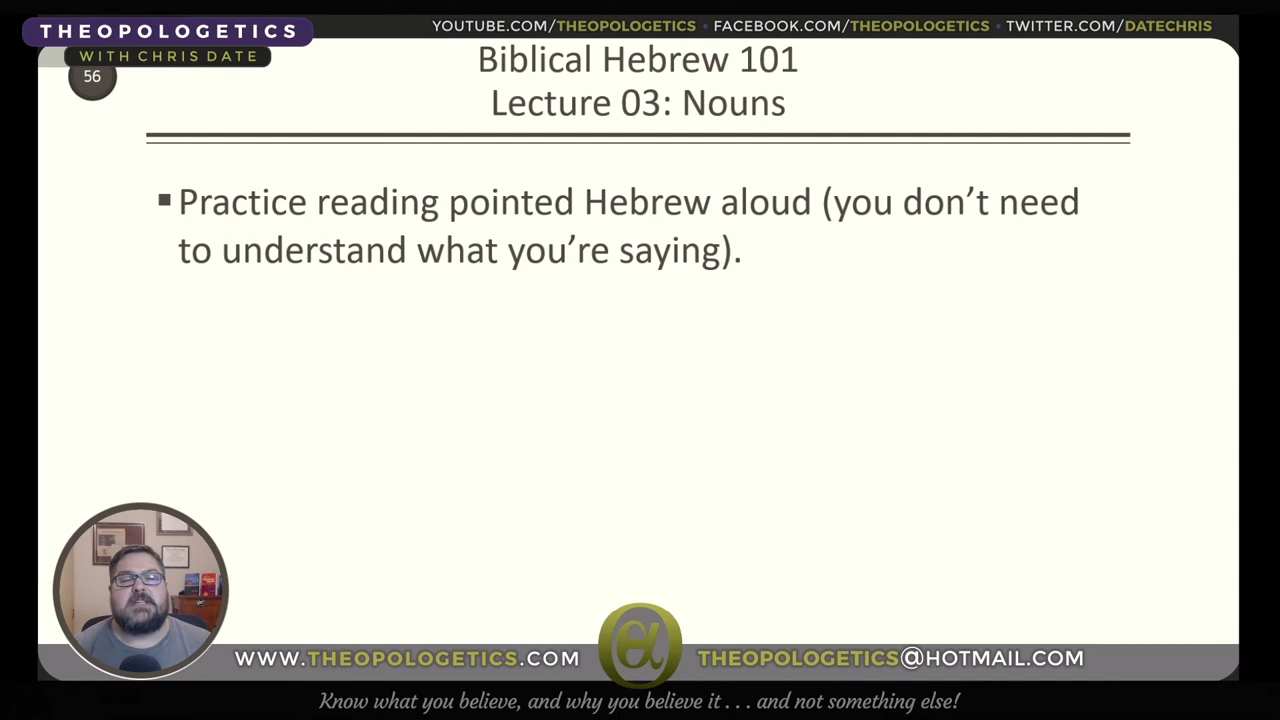 THEOPOLOGETICS
WITH CHRIS DATE
YOUTUBE.COM/THEOPOLOGETICS • FACEBOOK.COM/THEOPOLOGETICS • TWITTER.COM/DATECHRIS
56
Biblical Hebrew 101
Lecture 03: Nouns
▪ Practice reading pointed Hebrew aloud (you don’t need
to understand what you’re saying).
WWW.THEOPOLOGETICS.COM
THEOPOLOGETICS@HOTMAIL.COM
Know what you believe, and why you believe it . . . and not something else!